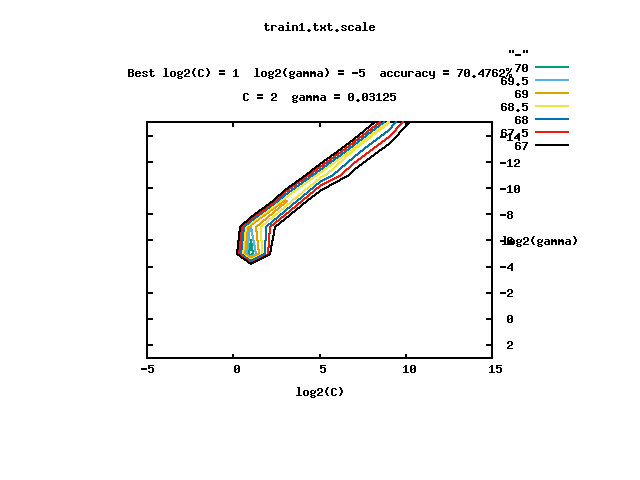 train1.txt.scale
"-"
Best log2(C) = 1  log2(gamma) = -5  accuracy = 70.4762%
C = 2  gamma = 0.03125
70
69.5
69
68.5
68
67.5
67
-14
-12
-10
-8
-6
log2(gamma)
-4
-2
0
2
-5 0 5 10 15
log2(C)